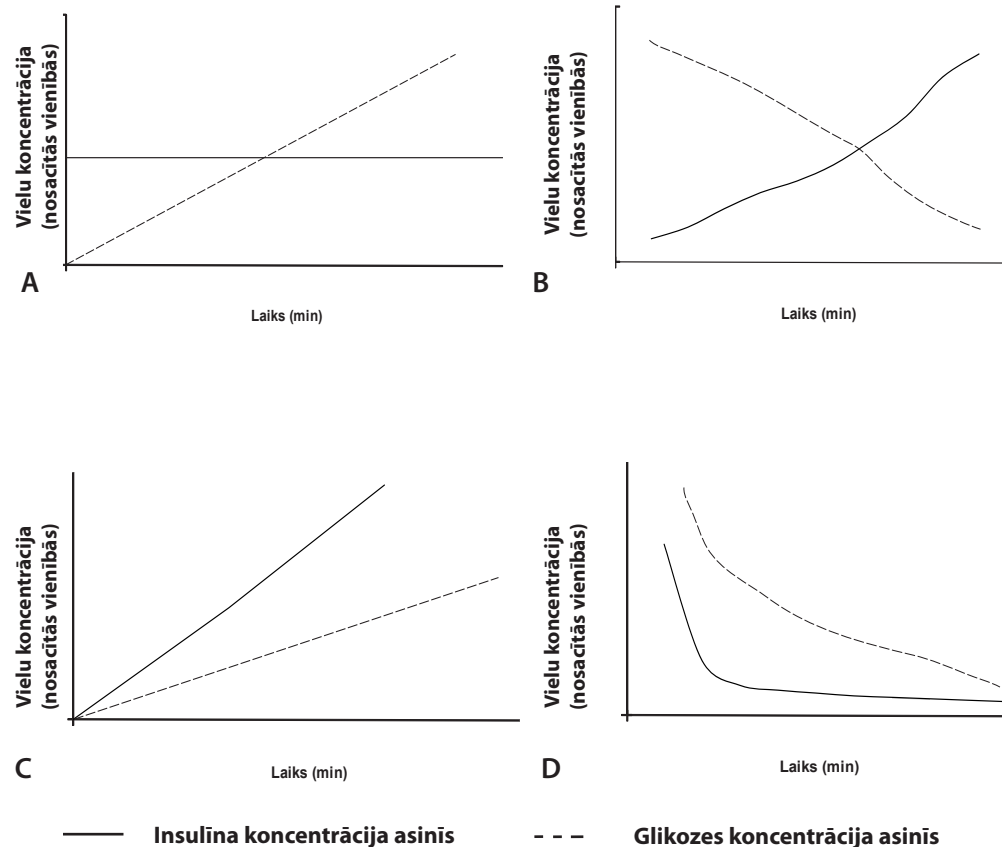 Vielu koncentrācija
(nosacītās vienībās)
A
Laiks (min)
Vielu koncentrācija
(nosacītās vienībās)
B
Laiks (min)
Vielu koncentrācija
(nosacītās vienībās)
C
Laiks (min)
Vielu koncentrācija
(nosacītās vienībās)
D
Laiks (min)
Insulīna koncentrācija asinīs
Glikozes koncentrācija asinīs